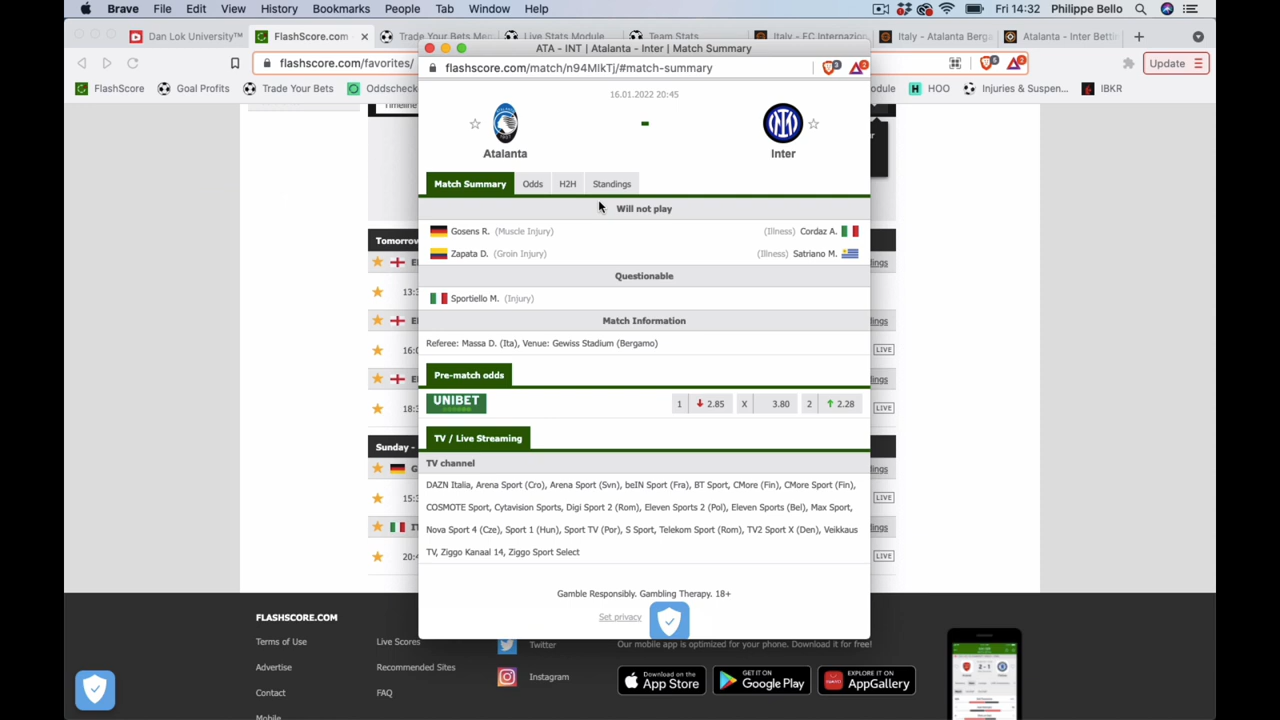 Brave File Edit View History Bookmarks People Tab Window Help Fri 14:32 Philippe Bello
Dan Lok University™ FlashScore.com Trade Your Bets Live Stats Module Team Stats Italy - FC Internazion Italy - Atalanta Berga Atalanta - Inter Betti
ATA - INT | Atalanta - Inter | Match Summary
flashscore.com/favorites/ flashscore.com/match/n94MlkTj/#match-summary Update
FlashScore Goal Profits Trade Your Bets Oddscheck HOO Injuries & Suspen... IBKR
16.01.2022 20:45
Timeline
Atalanta - Inter
Match Summary Odds H2H Standings
Will not play
Gosens R. (Muscle Injury) (Illness) Cordaz A.
Tomorrow
Zapata D. (Groin Injury) (Illness) Satriano M.
Questionable
Sportiello M. (Injury)
Match Information
Referee: Massa D. (Ita), Venue: Gewiss Stadium (Bergamo)
LIVE
Pre-match odds
UNIBET 1 2.85 X 3.80 2 2.28
LIVE
TV / Live Streaming
Sunday -
TV channel
DAZN Italia, Arena Sport (Cro), Arena Sport (Svn), beIN Sport (Fra), BT Sport, CMore (Fin), CMore Sport (Fin),
LIVE
COSMOTE Sport, Cytavision Sports, Digi Sport 2 (Rom), Eleven Sports 2 (Pol), Eleven Sports (Bel), Max Sport,
Nova Sport 4 (Cze), Sport 1 (Hun), Sport TV (Por), S Sport, Telekom Sport (Rom), TV2 Sport X (Den), Veikkaus
TV, Ziggo Kanaal 14, Ziggo Sport Select
LIVE
Gamble Responsibly. Gambling Therapy. 18+
Set privacy
FLASHSCORE.COM
Terms of Use Live Scores Twitter Our mobile app is optimized for your phone. Download it for free!
Advertise Recommended Sites Instagram Download on the App Store GET IT ON Google Play EXPLORE IT ON AppGallery
Contact FAQ
Mobile